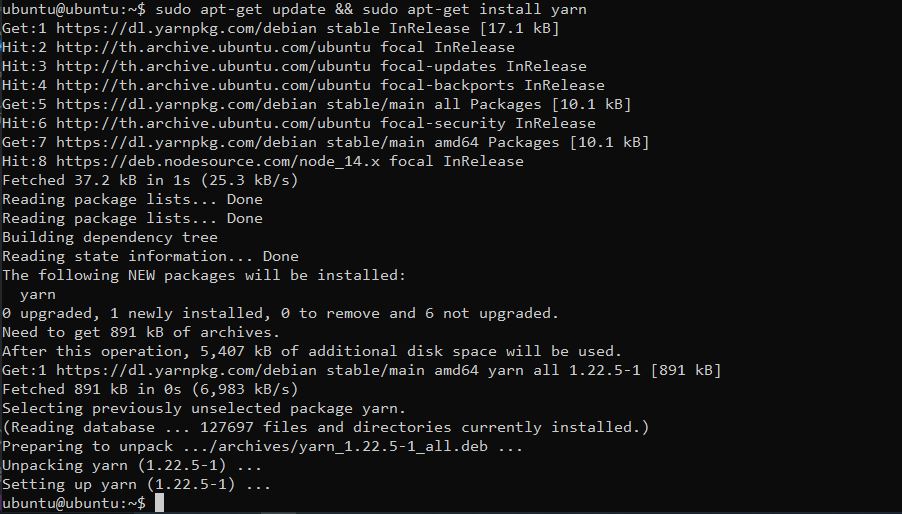 ubuntu@ubuntu:~$ sudo apt-get update && sudo apt-get install yarn
Get:1 https://dl.yarnpkg.com/debian stable InRelease [17.1 kB]
Hit:2 http://th.archive.ubuntu.com/ubuntu focal InRelease
Hit:3 http://th.archive.ubuntu.com/ubuntu focal-updates InRelease
Hit:4 http://th.archive.ubuntu.com/ubuntu focal-backports InRelease
Get:5 https://dl.yarnpkg.com/debian stable/main all Packages [10.1 kB]
Hit:6 http://th.archive.ubuntu.com/ubuntu focal-security InRelease
Get:7 https://dl.yarnpkg.com/debian stable/main amd64 Packages [10.1 kB]
Hit:8 https://deb.nodesource.com/node_14.x focal InRelease
Fetched 37.2 kB in 1s (25.3 kB/s)
Reading package lists... Done
Reading package lists... Done
Building dependency tree
Reading state information... Done
The following NEW packages will be installed:
  yarn
0 upgraded, 1 newly installed, 0 to remove and 6 not upgraded.
Need to get 891 kB of archives.
After this operation, 5,407 kB of additional disk space will be used.
Get:1 https://dl.yarnpkg.com/debian stable/main amd64 yarn all 1.22.5-1 [891 kB]
Fetched 891 kB in 0s (6,983 kB/s)
Selecting previously unselected package yarn.
(Reading database ... 127697 files and directories currently installed.)
Preparing to unpack .../archives/yarn_1.22.5-1_all.deb ...
Unpacking yarn (1.22.5-1) ...
Setting up yarn (1.22.5-1) ...
ubuntu@ubuntu:~$